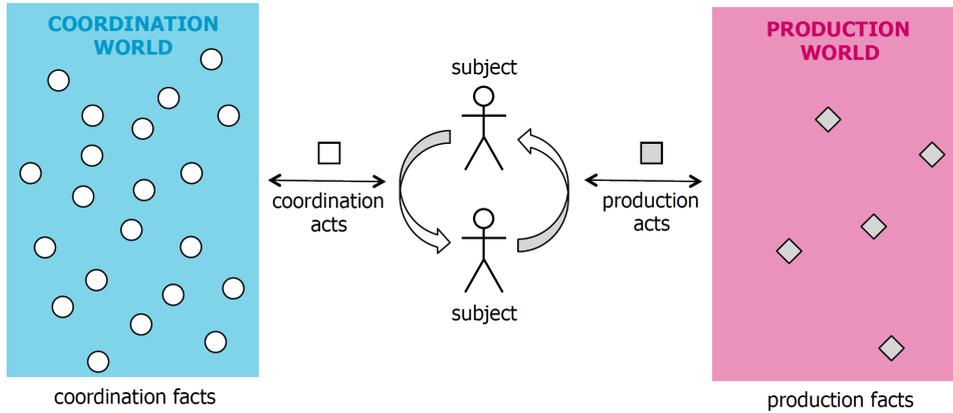 COORDINATION
WORLD
subject
coordination
acts
subject
coordination facts
PRODUCTION
WORLD
production
acts
production facts